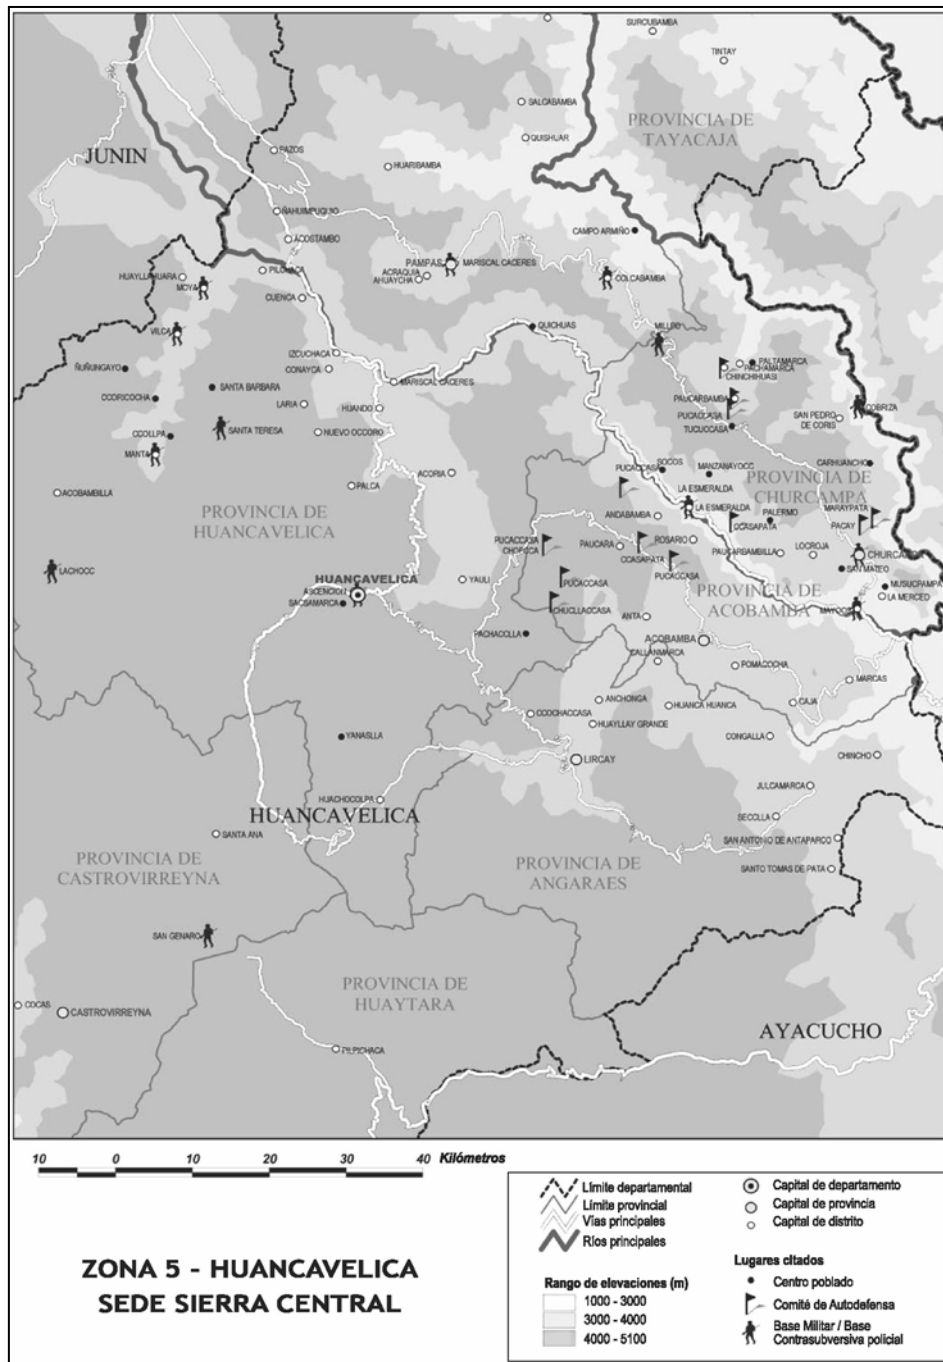 SURCUBAMBA
TINTAY
SALCABAMBA
PROVINCIA DE
TAYACAJA
QUISHUAR
JUNIN
PAZOS
HUARIBAMBA
ÑAHUIMPUQUIO
ACOSTAMBO
CAMPO ARMIÑO
PAMPAS
MARISCAL CACERES
HUAYLLAHUARA
PILCHACA
ACRAQUIA
AHUAYCHA
COLCABAMBA
MOYA
CUENCA
VILCA
QUICHUAS
IZCUCHACA
ÑUÑUNGAYO
CONAYCA
PALTAMARCA
PACHAMARCA
CHINCHIHUASI
MARISCAL CACERES
SANTA BARBARA
CCORICOCHA
LARIA
HUANDO
PAUCARBAMBA
COBRIZA
PUCACCASA
SAN PEDRO
DE CORIS
TUCUCCASA
SANTA TERESA
NUEVO OCCORO
CCOLLPA
MANTA
SOCOS
PUCACCASA
MANZANAYOCC
CARHUANCHO
ACORIA
PROVINCIA DE
CHURCAMPA
PALCA
LA ESMERALDA
ACOBAMBILLA
LA ESMERALDA
MARAYPATA
PROVINCIA DE
HUANCAVELICA
ANDABAMBA
PALERMO
CCASAPATA
PACAY
PUCACCASA
CHOPCCA
PAUCARA
ROSARIO
CCASAPATA
PAUCARBAMBILLA
LOCROJA
CHURCAMPA
LACHOCC
HUANCAVELICA
YAULI
PUCACCASA
PUCACCASA
SAN MATEO
ASCENCION
SACSAMARCA
PROVINCIA DE
ACOBAMBA
MUSUCPAMPA
LA MERCED
CHUCLLACCASA
MAYOCC
ANTA
PACHACLLA
ACOBAMBA
CALLANMARCA
POMACOCHA
MARCAS
ANCHONGA
HUANCA HUANCA
CAJA
CCOCHACCASA
HUAYLLAY GRANDE
YANASLLA
CONGALLA
CHINCHO
LIRCAY
JULCAMARCA
HUACHOCOLPA
HUANCAVELICA
SECCLLA
SANTA ANA
SAN ANTONIO DE ANTAPARCO
PROVINCIA DE
CASTROVIRREYNA
PROVINCIA DE
ANGARAES
SANTO TOMAS DE PATA
SAN GENARO
PROVINCIA DE
HUAYTARA
COCAS
CASTROVIRREYNA
AYACUCHO
PILPICHACA
10 0 10 20 30 40 Kilómetros
ZONA 5 - HUANCAVELICA
SEDE SIERRA CENTRAL
Límite departamental
Límite provincial
Vías principales
Ríos principales
Rango de elevaciones (m)
1000 - 3000
3000 - 4000
4000 - 5100
Capital de departamento
Capital de provincia
Capital de distrito
Lugares citados
Centro poblado
Comité de Autodefensa
Base Militar / Base
Contrasubversiva policial